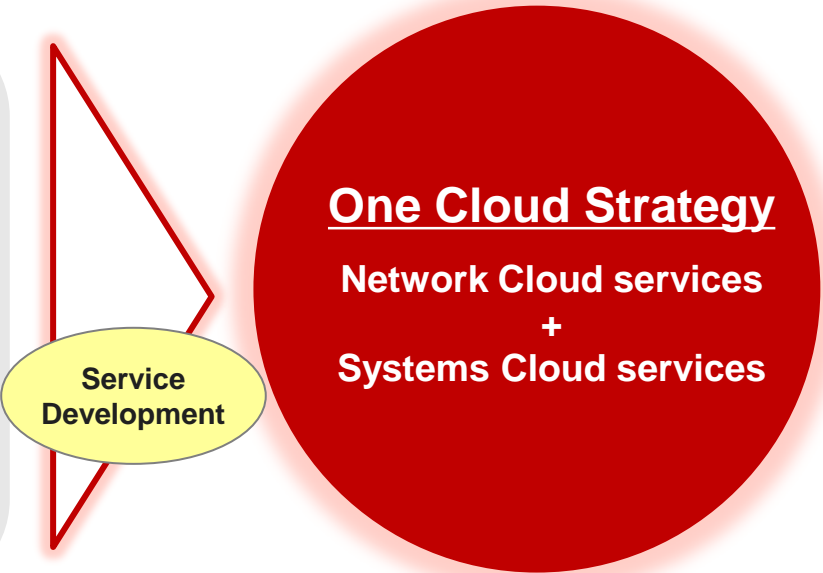 One Cloud Strategy
Network Cloud services
+
Systems Cloud services
Service
Development